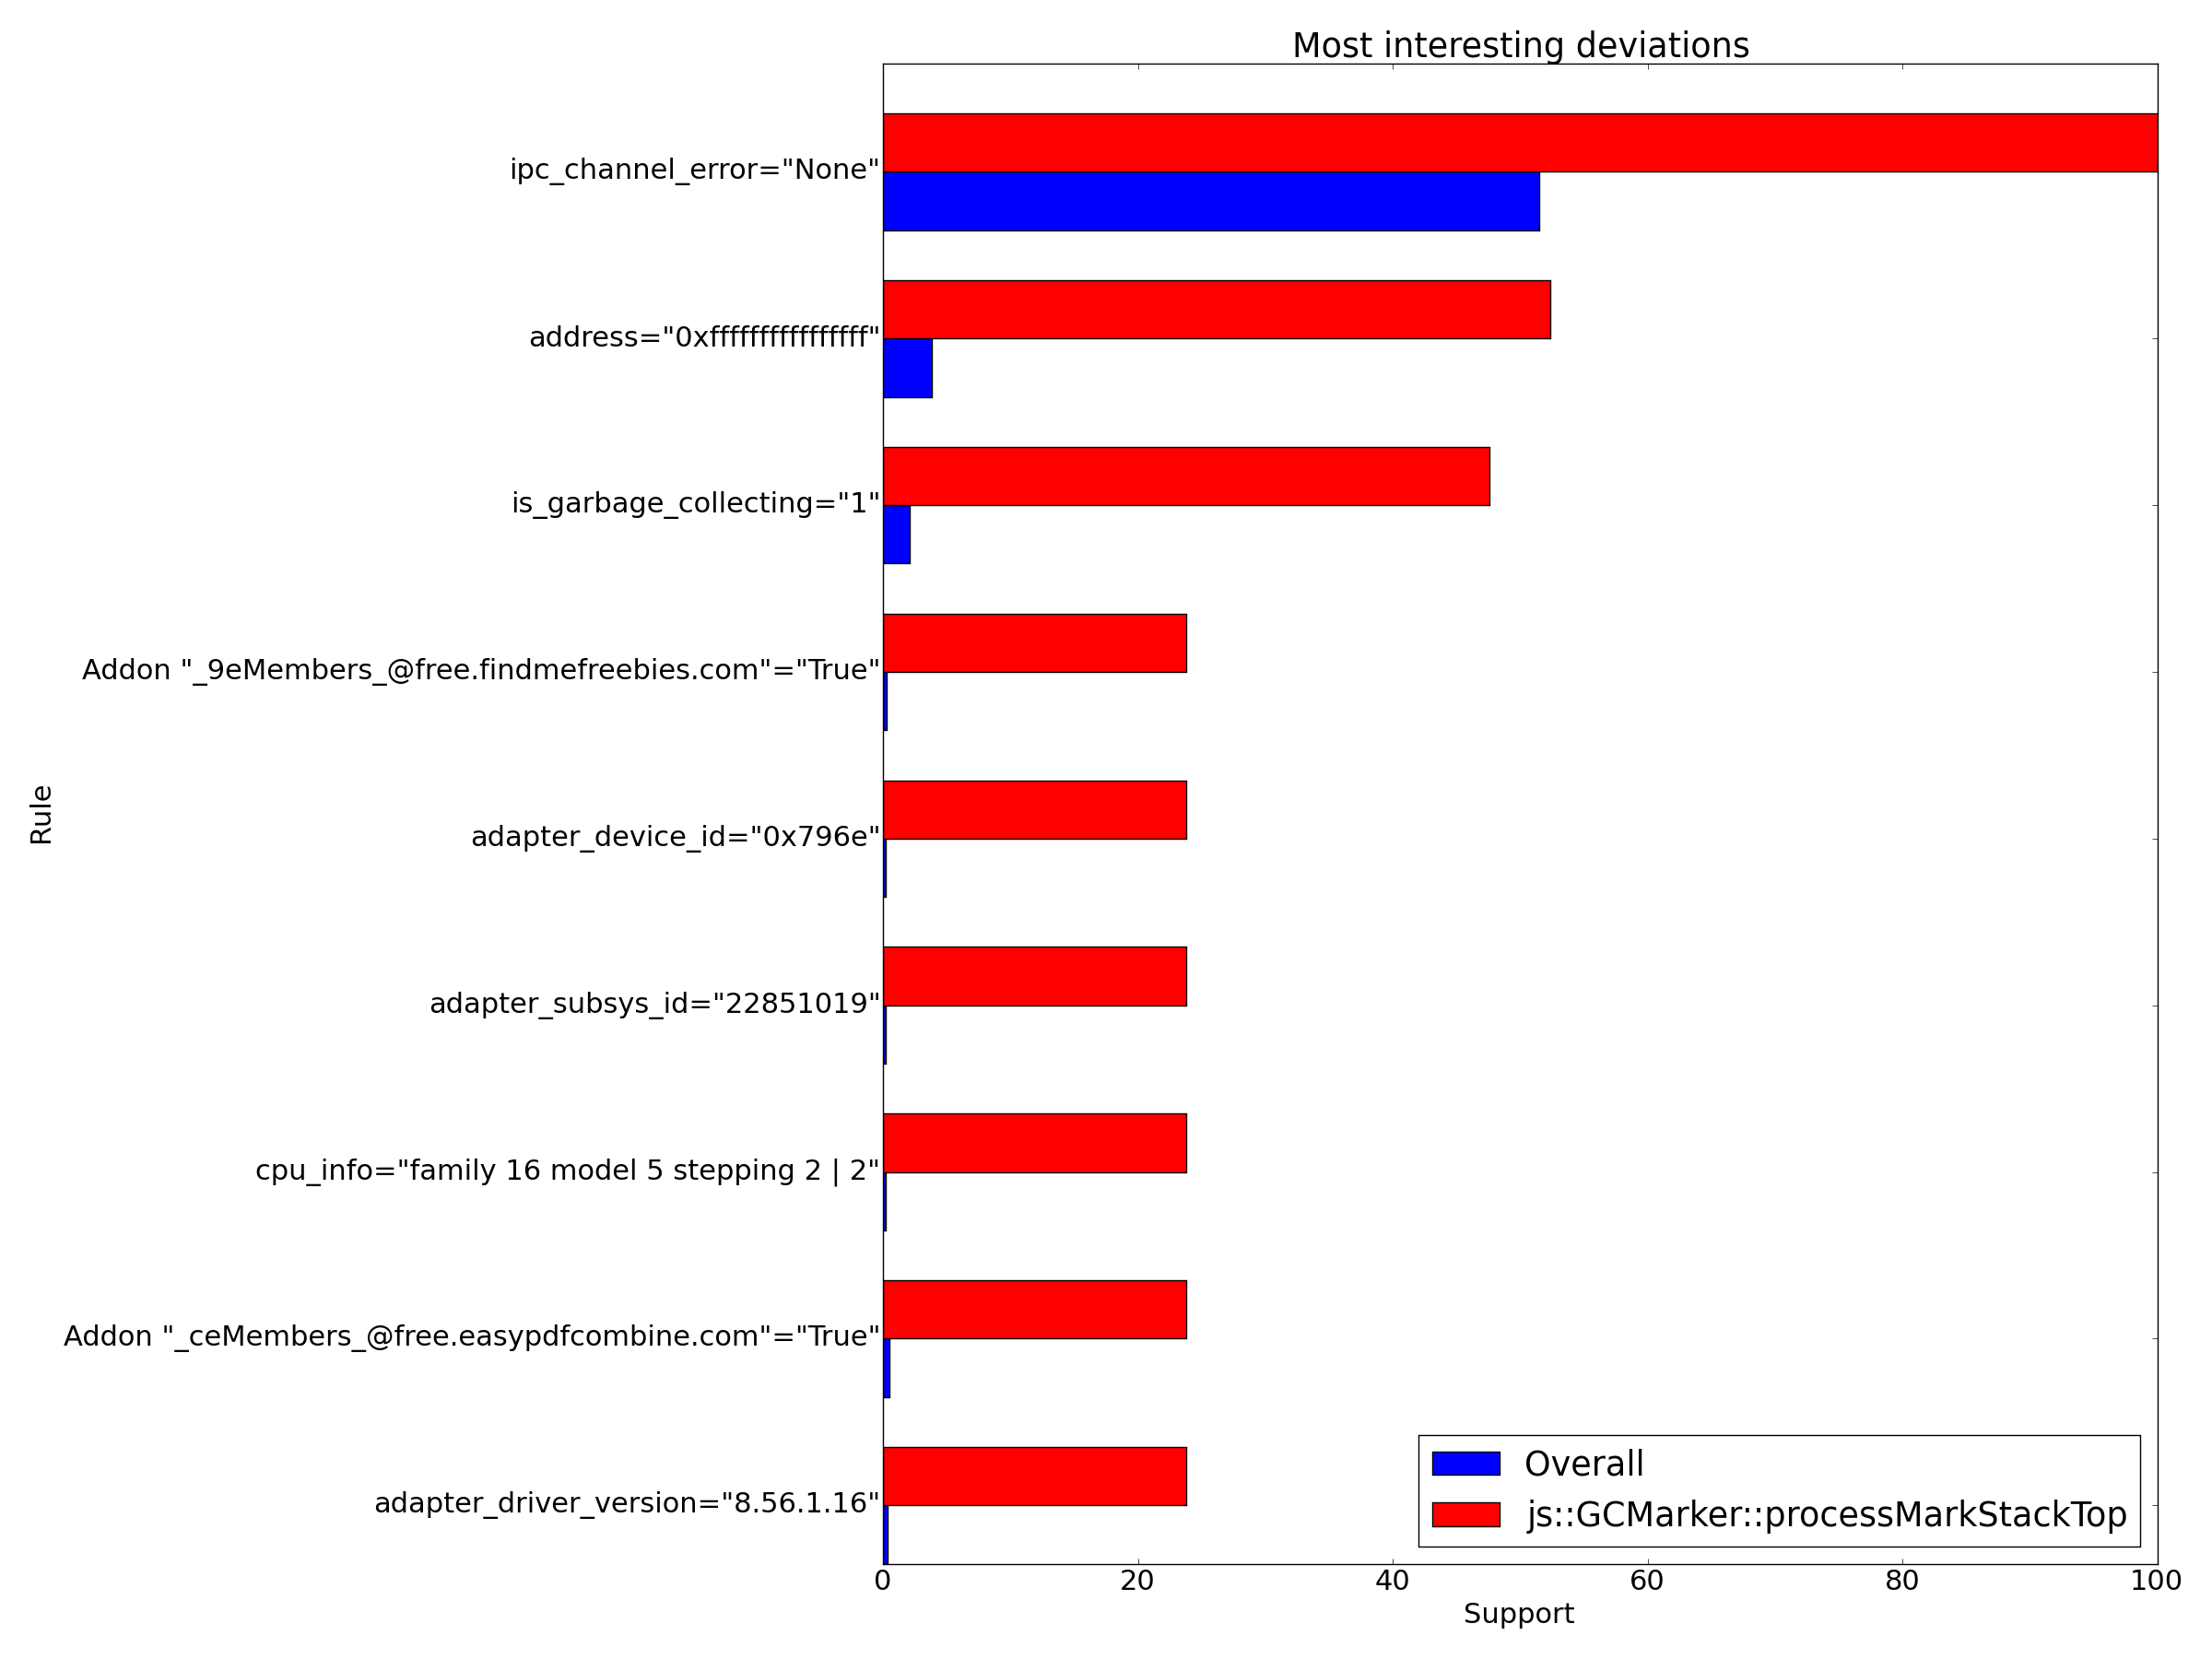 Most interesting deviations
ipc_channel_error="None"
address="0xffffffffffffffff"
is_garbage_collecting="1"
Addon "_9eMembers_@free.findmefreebies.com"="True"
adapter_device_id="0x796e"
adapter_subsys_id="22851019"
cpu_info="family 16 model 5 stepping 2 | 2"
Addon "_ceMembers_@free.easypdfcombine.com"="True"
adapter_driver_version="8.56.1.16"
Rule
Overall
js::GCMarker::processMarkStackTop
0 20 40 60 80 100
Support